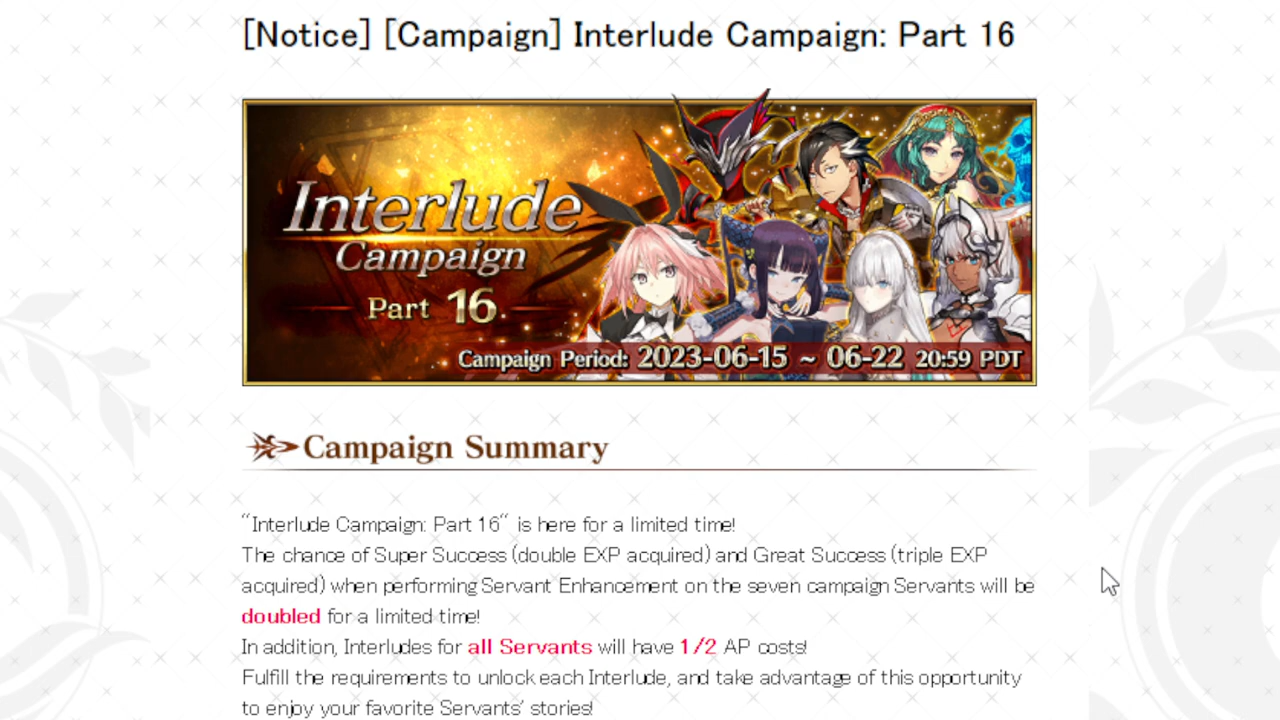 [Notice] [Campaign] Interlude Campaign: Part 16
Interlude
Campaign
Part 16
Campaign Period: 2023-06-15 ~ 06-22 20:59 PDT
Campaign Summary
“Interlude Campaign: Part 16“ is here for a limited time!
The chance of Super Success (double EXP acquired) and Great Success (triple EXP
acquired) when performing Servant Enhancement on the seven campaign Servants will be
doubled for a limited time!
In addition, Interludes for all Servants will have 1/2 AP costs!
Fulfill the requirements to unlock each Interlude, and take advantage of this opportunity
to enjoy your favorite Servants’ stories!